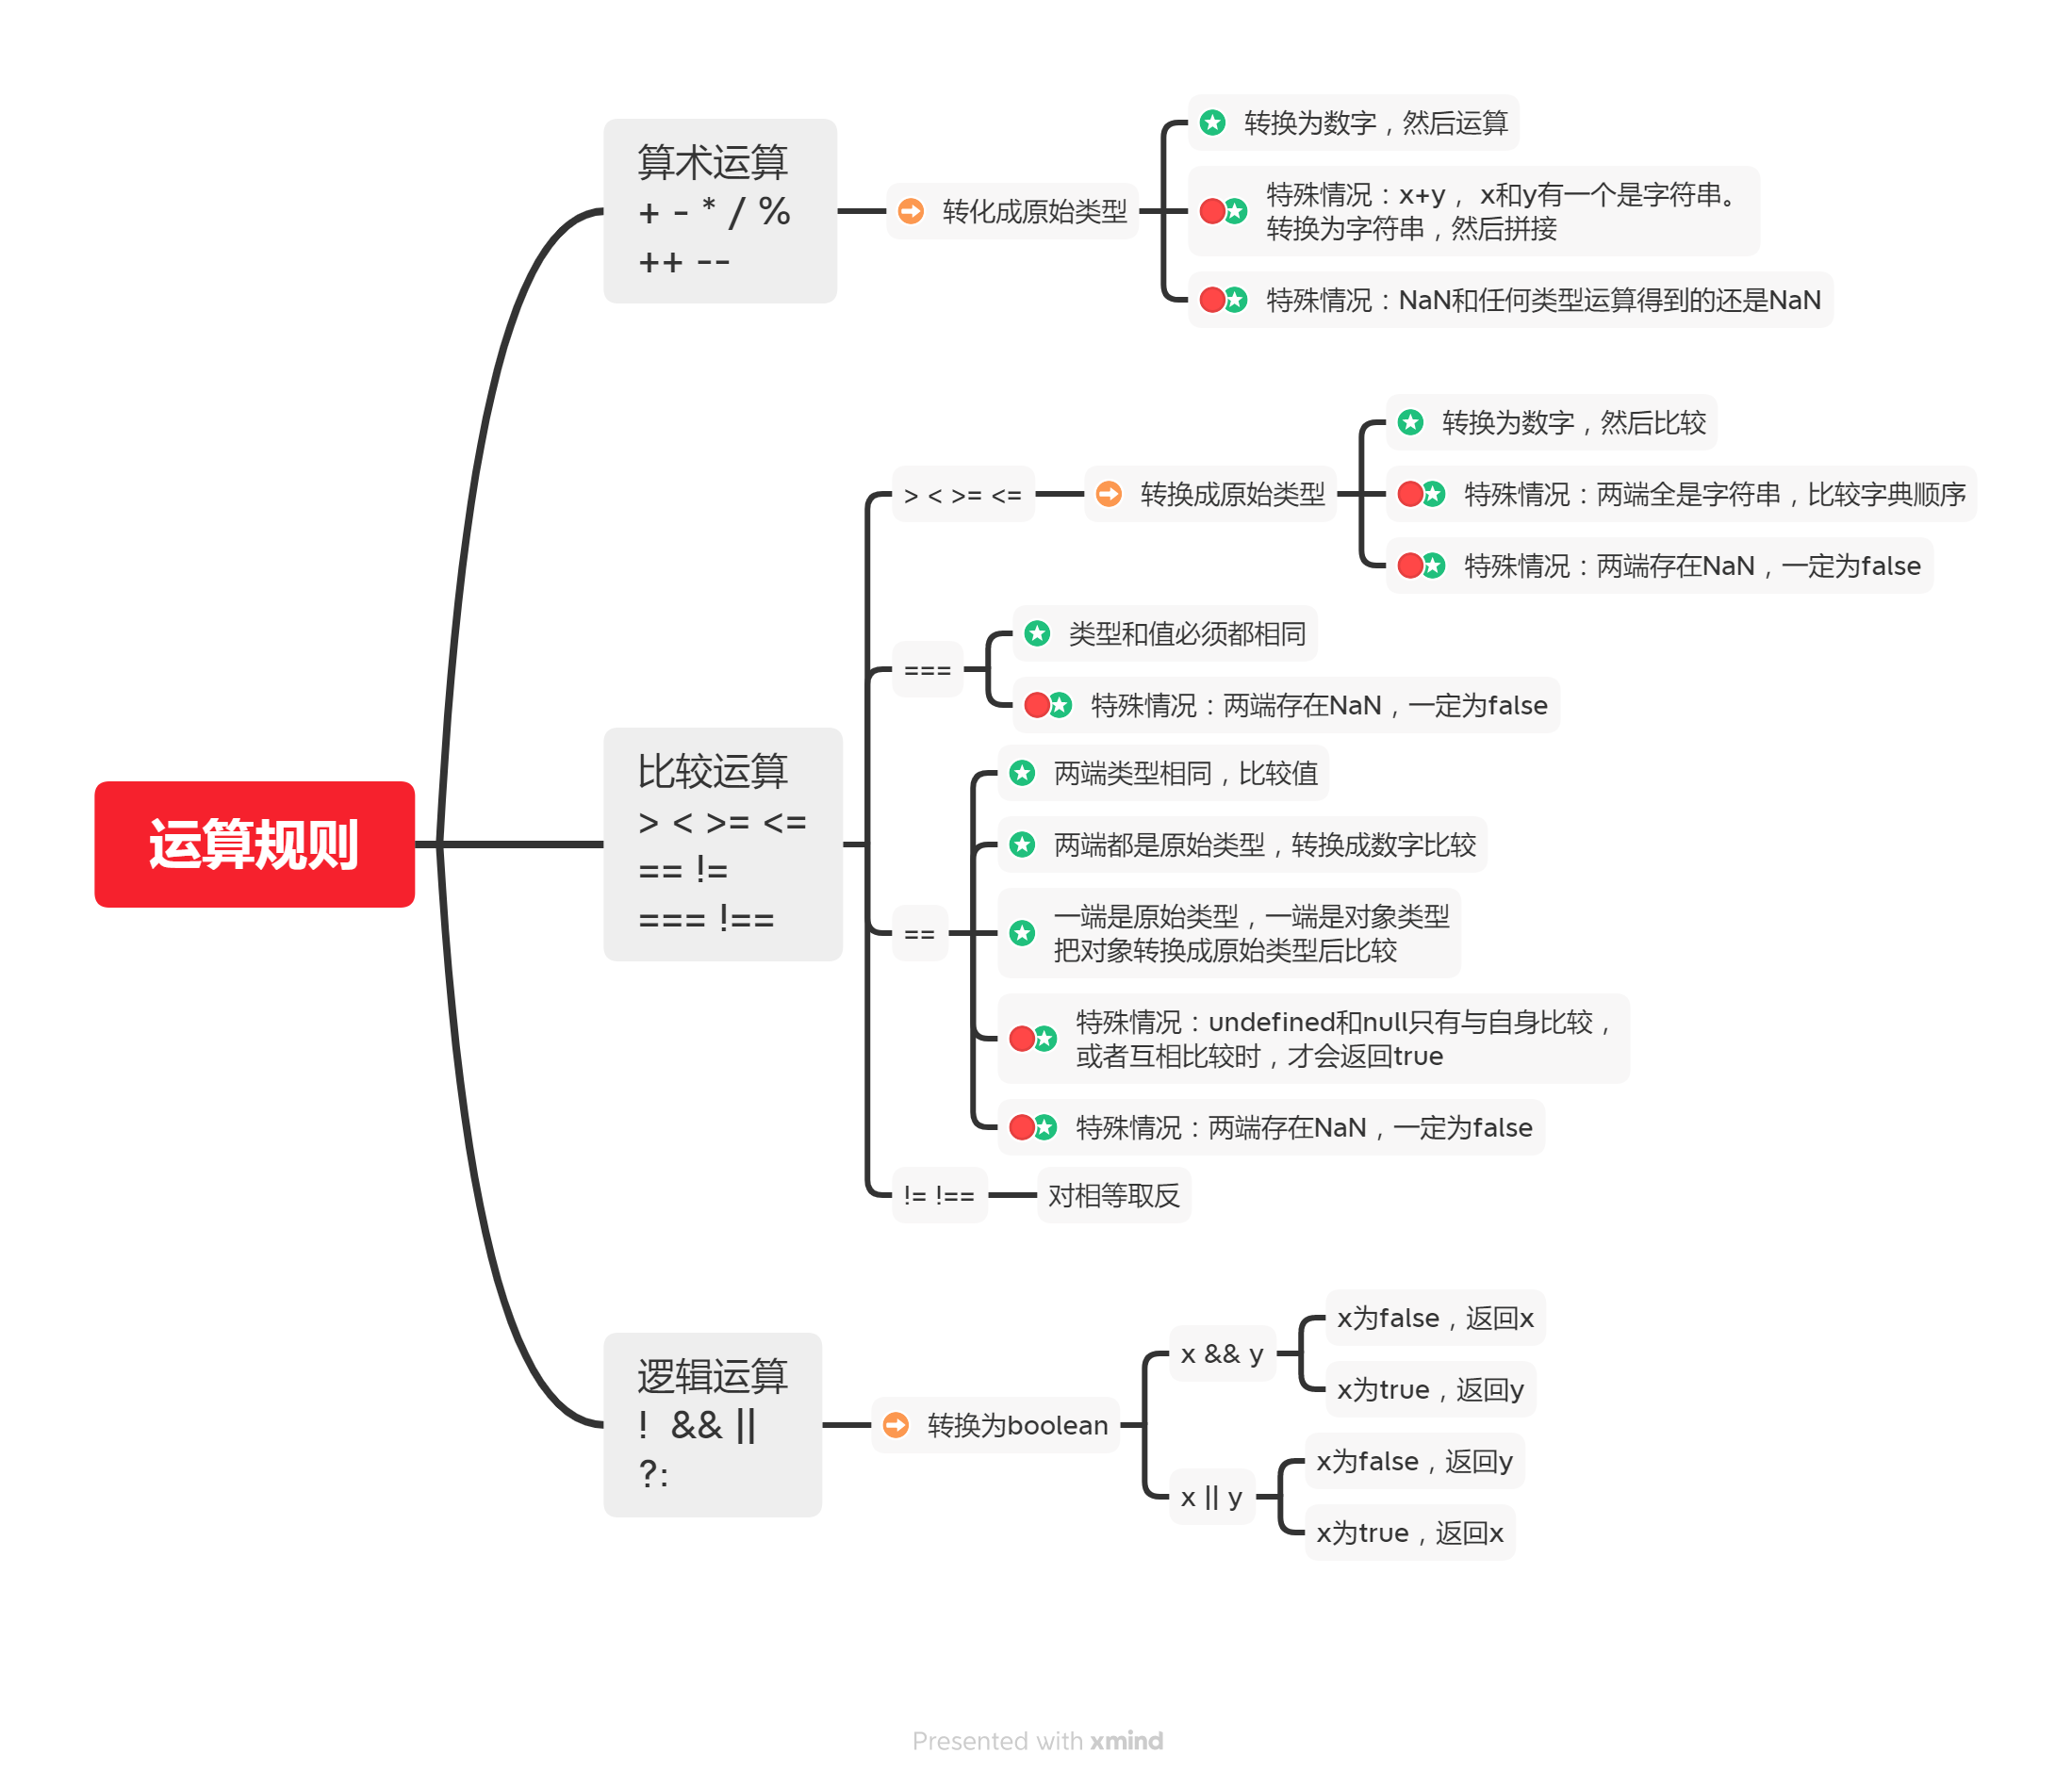 运算规则
算术运算
+ - * / %
++ --
转化成原始类型
转换为数字，然后运算
特殊情况：x+y， x和y有一个是字符串。
转换为字符串，然后拼接
特殊情况：NaN和任何类型运算得到的还是NaN
比较运算
> < >= <=
== !=
=== !==
> < >= <=
转换成原始类型
转换为数字，然后比较
特殊情况：两端全是字符串，比较字典顺序
特殊情况：两端存在NaN，一定为false
===
类型和值必须都相同
特殊情况：两端存在NaN，一定为false
==
两端类型相同，比较值
两端都是原始类型，转换成数字比较
一端是原始类型，一端是对象类型
把对象转换成原始类型后比较
特殊情况：undefined和null只有与自身比较，
或者互相比较时，才会返回true
特殊情况：两端存在NaN，一定为false
!= !==
对相等取反
逻辑运算
! && ||
?:
转换为boolean
x && y
x为false，返回x
x为true，返回y
x || y
x为false，返回y
x为true，返回x
Presented with xmind